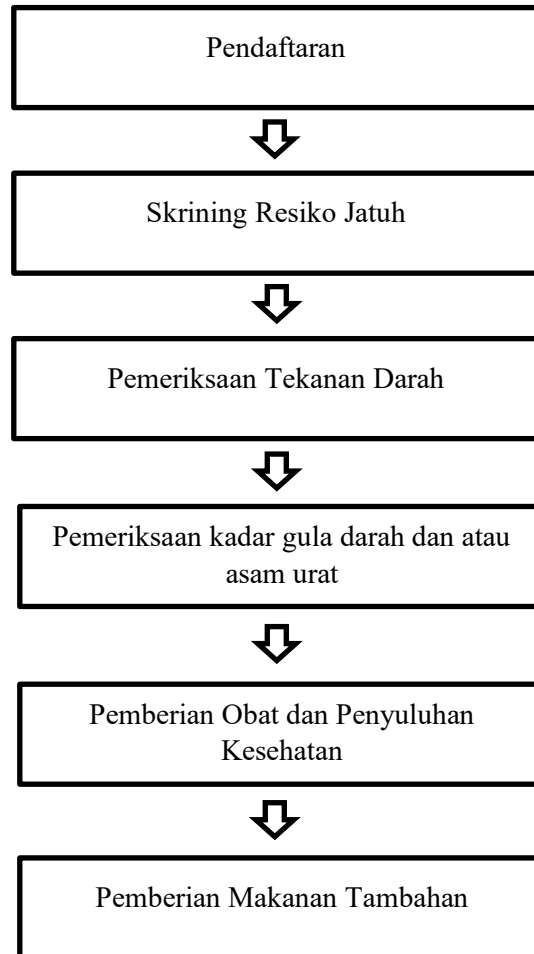 Pendaftaran
Skrining Resiko Jatuh
Pemeriksaan Tekanan Darah
Pemeriksaan kadar gula darah dan atau
asam urat
Pemberian Obat dan Penyuluhan
Kesehatan
Pemberian Makanan Tambahan